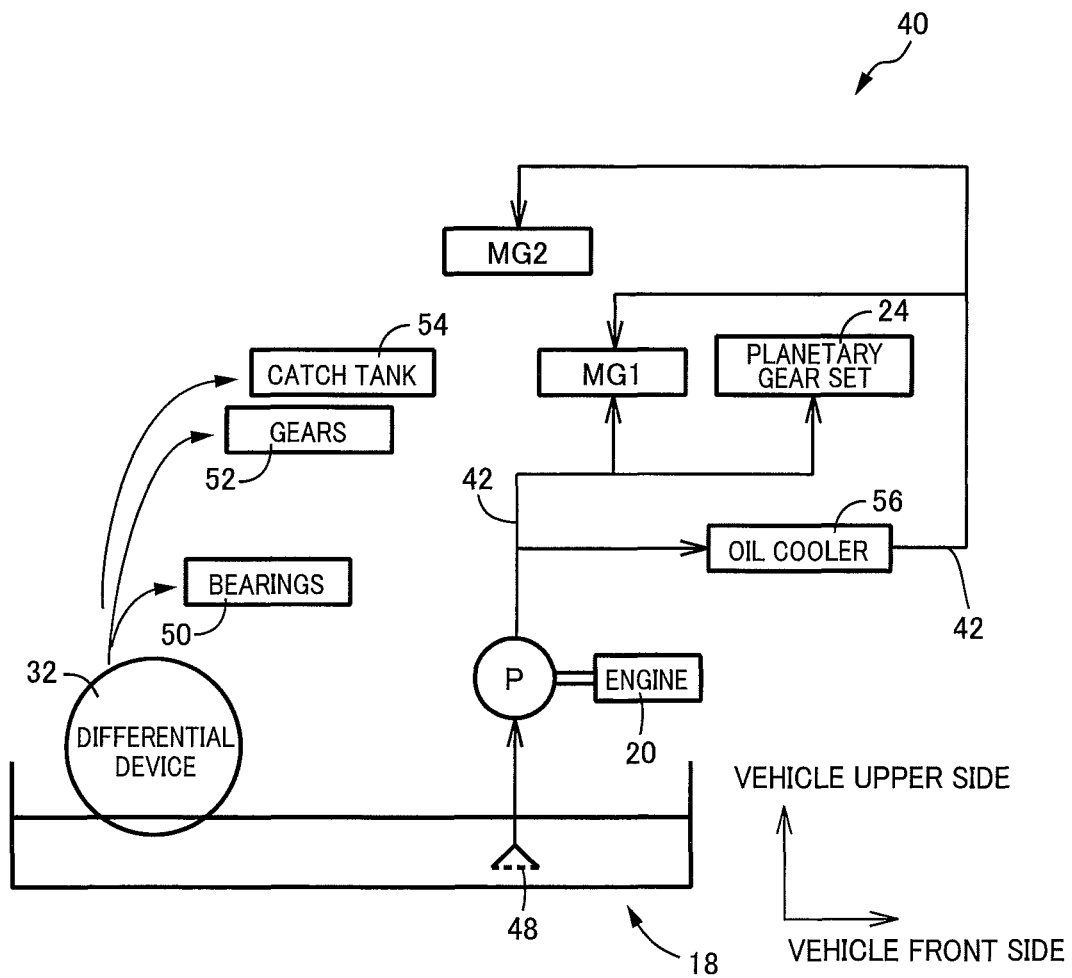 40
MG2
54
24
CATCH TANK
MG1
PLANETARY
GEAR SET
GEARS
52
42
56
OIL COOLER
BEARINGS
50
42
32
P
ENGINE
DIFFERENTIAL
DEVICE
20
VEHICLE UPPER SIDE
48
18
VEHICLE FRONT SIDE